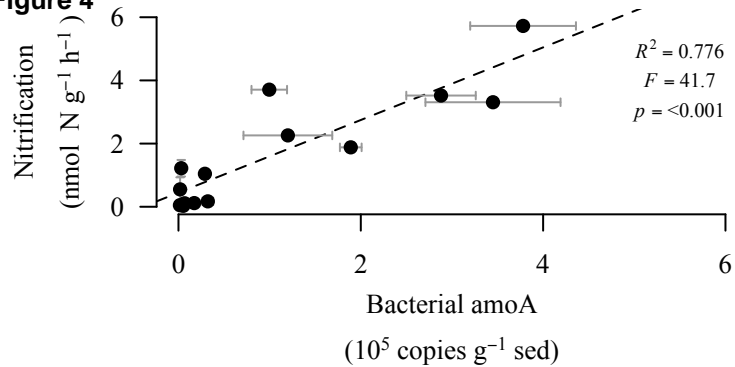 Figure 4
Nitrification
(nmol N g⁻¹ h⁻¹)
6
4
2
0
R² = 0.776
F = 41.7
p = <0.001
0 2 4 6
Bacterial amoA
(10⁵ copies g⁻¹ sed)